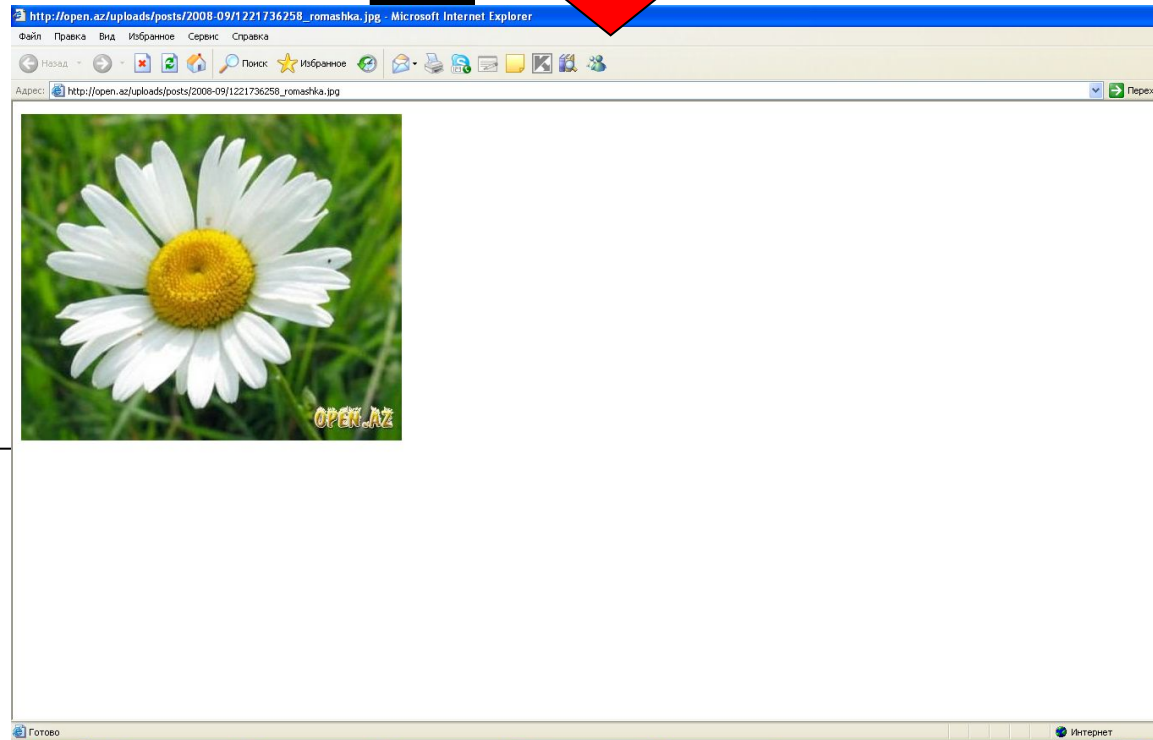 http://open.az/uploads/posts/2008-09/1221736258_romashka.jpg - Microsoft Internet Explorer
Файл Правка Вид Избранное Сервис Справка
Назад Поиск Избранное
Адрес: http://open.az/uploads/posts/2008-09/1221736258_romashka.jpg
OPEN.AZ
Готово Интернет